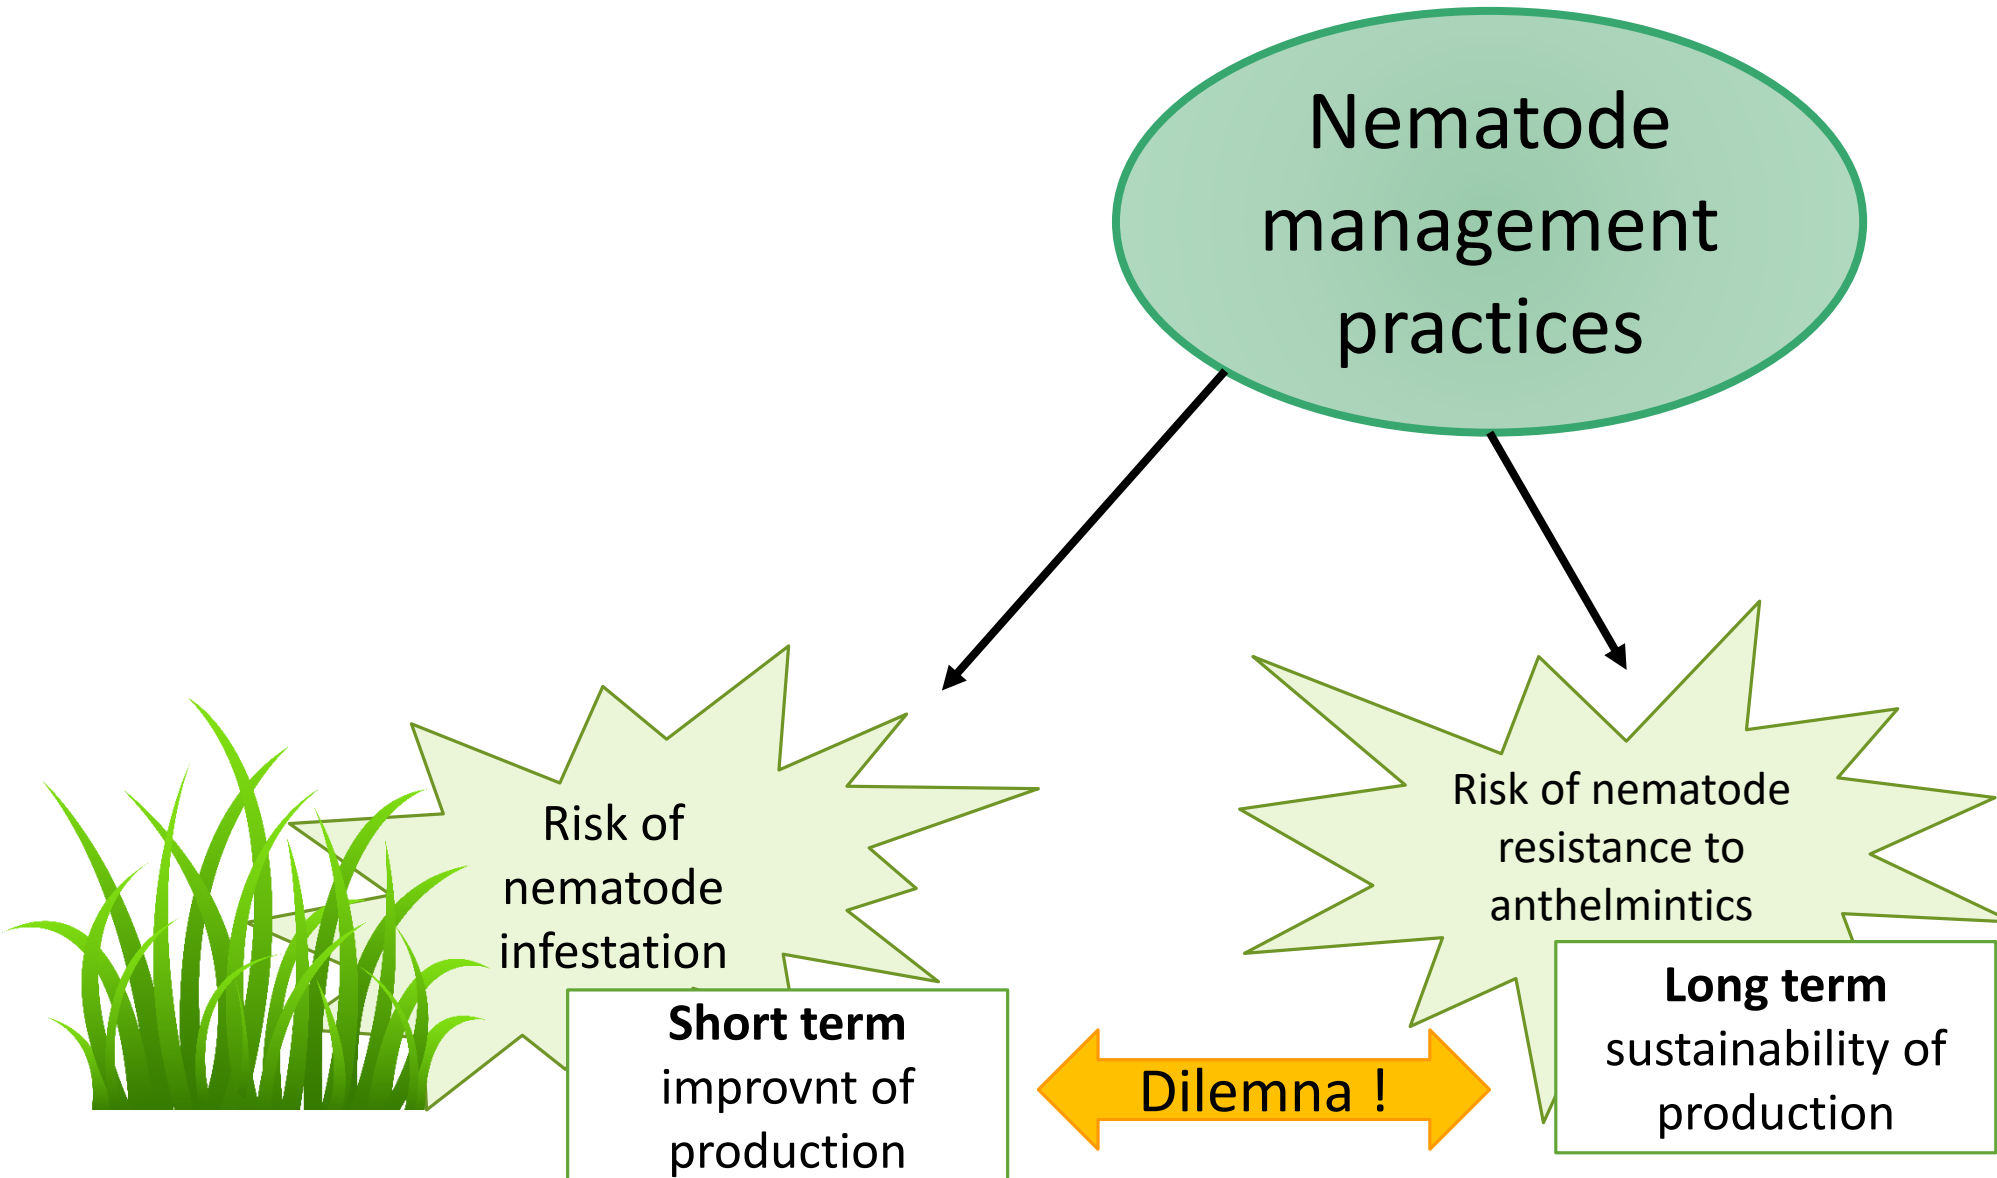 Nematode
management
practices
Risk of
nematode
infestation
Short term
improvnt of
production
Dilemna !
Risk of nematode
resistance to
anthelmintics
Long term
sustainability of
production